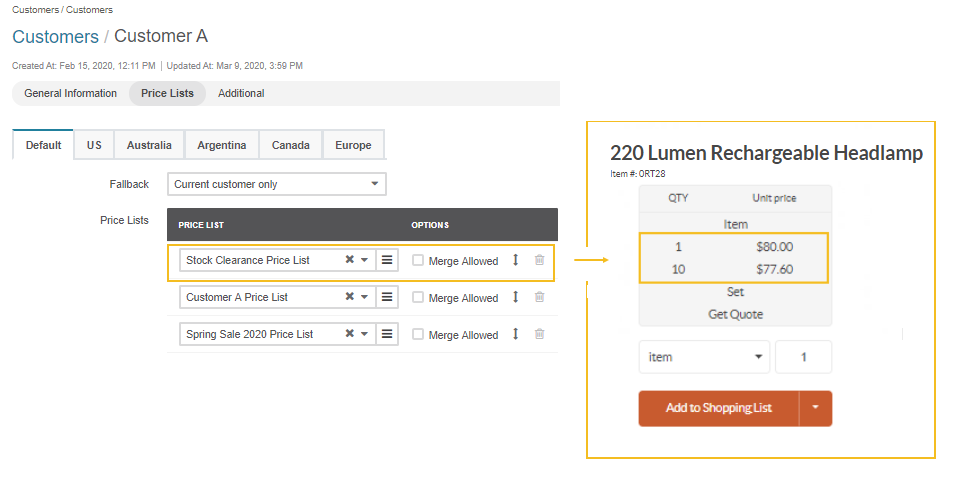 Customers / Customers
Customers / Customer A
Created At: Feb 15, 2020, 12:11 PM | Updated At: Mar 9, 2020, 3:59 PM
General Information Price Lists Additional
Default US Australia Argentina Canada Europe
Fallback Current customer only
Price Lists PRICE LIST OPTIONS
Stock Clearance Price List Merge Allowed
Customer A Price List Merge Allowed
Spring Sale 2020 Price List Merge Allowed
220 Lumen Rechargeable Headlamp
Item #: 0RT28
QTY Unit price
Item
1 $80.00
10 $77.60
Set
Get Quote
item 1
Add to Shopping List